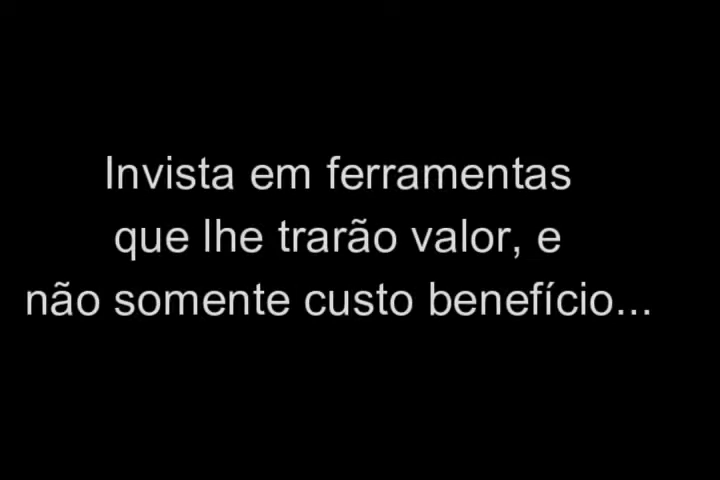 Invista em ferramentas
que lhe trarão valor, e
não somente custo benefício...